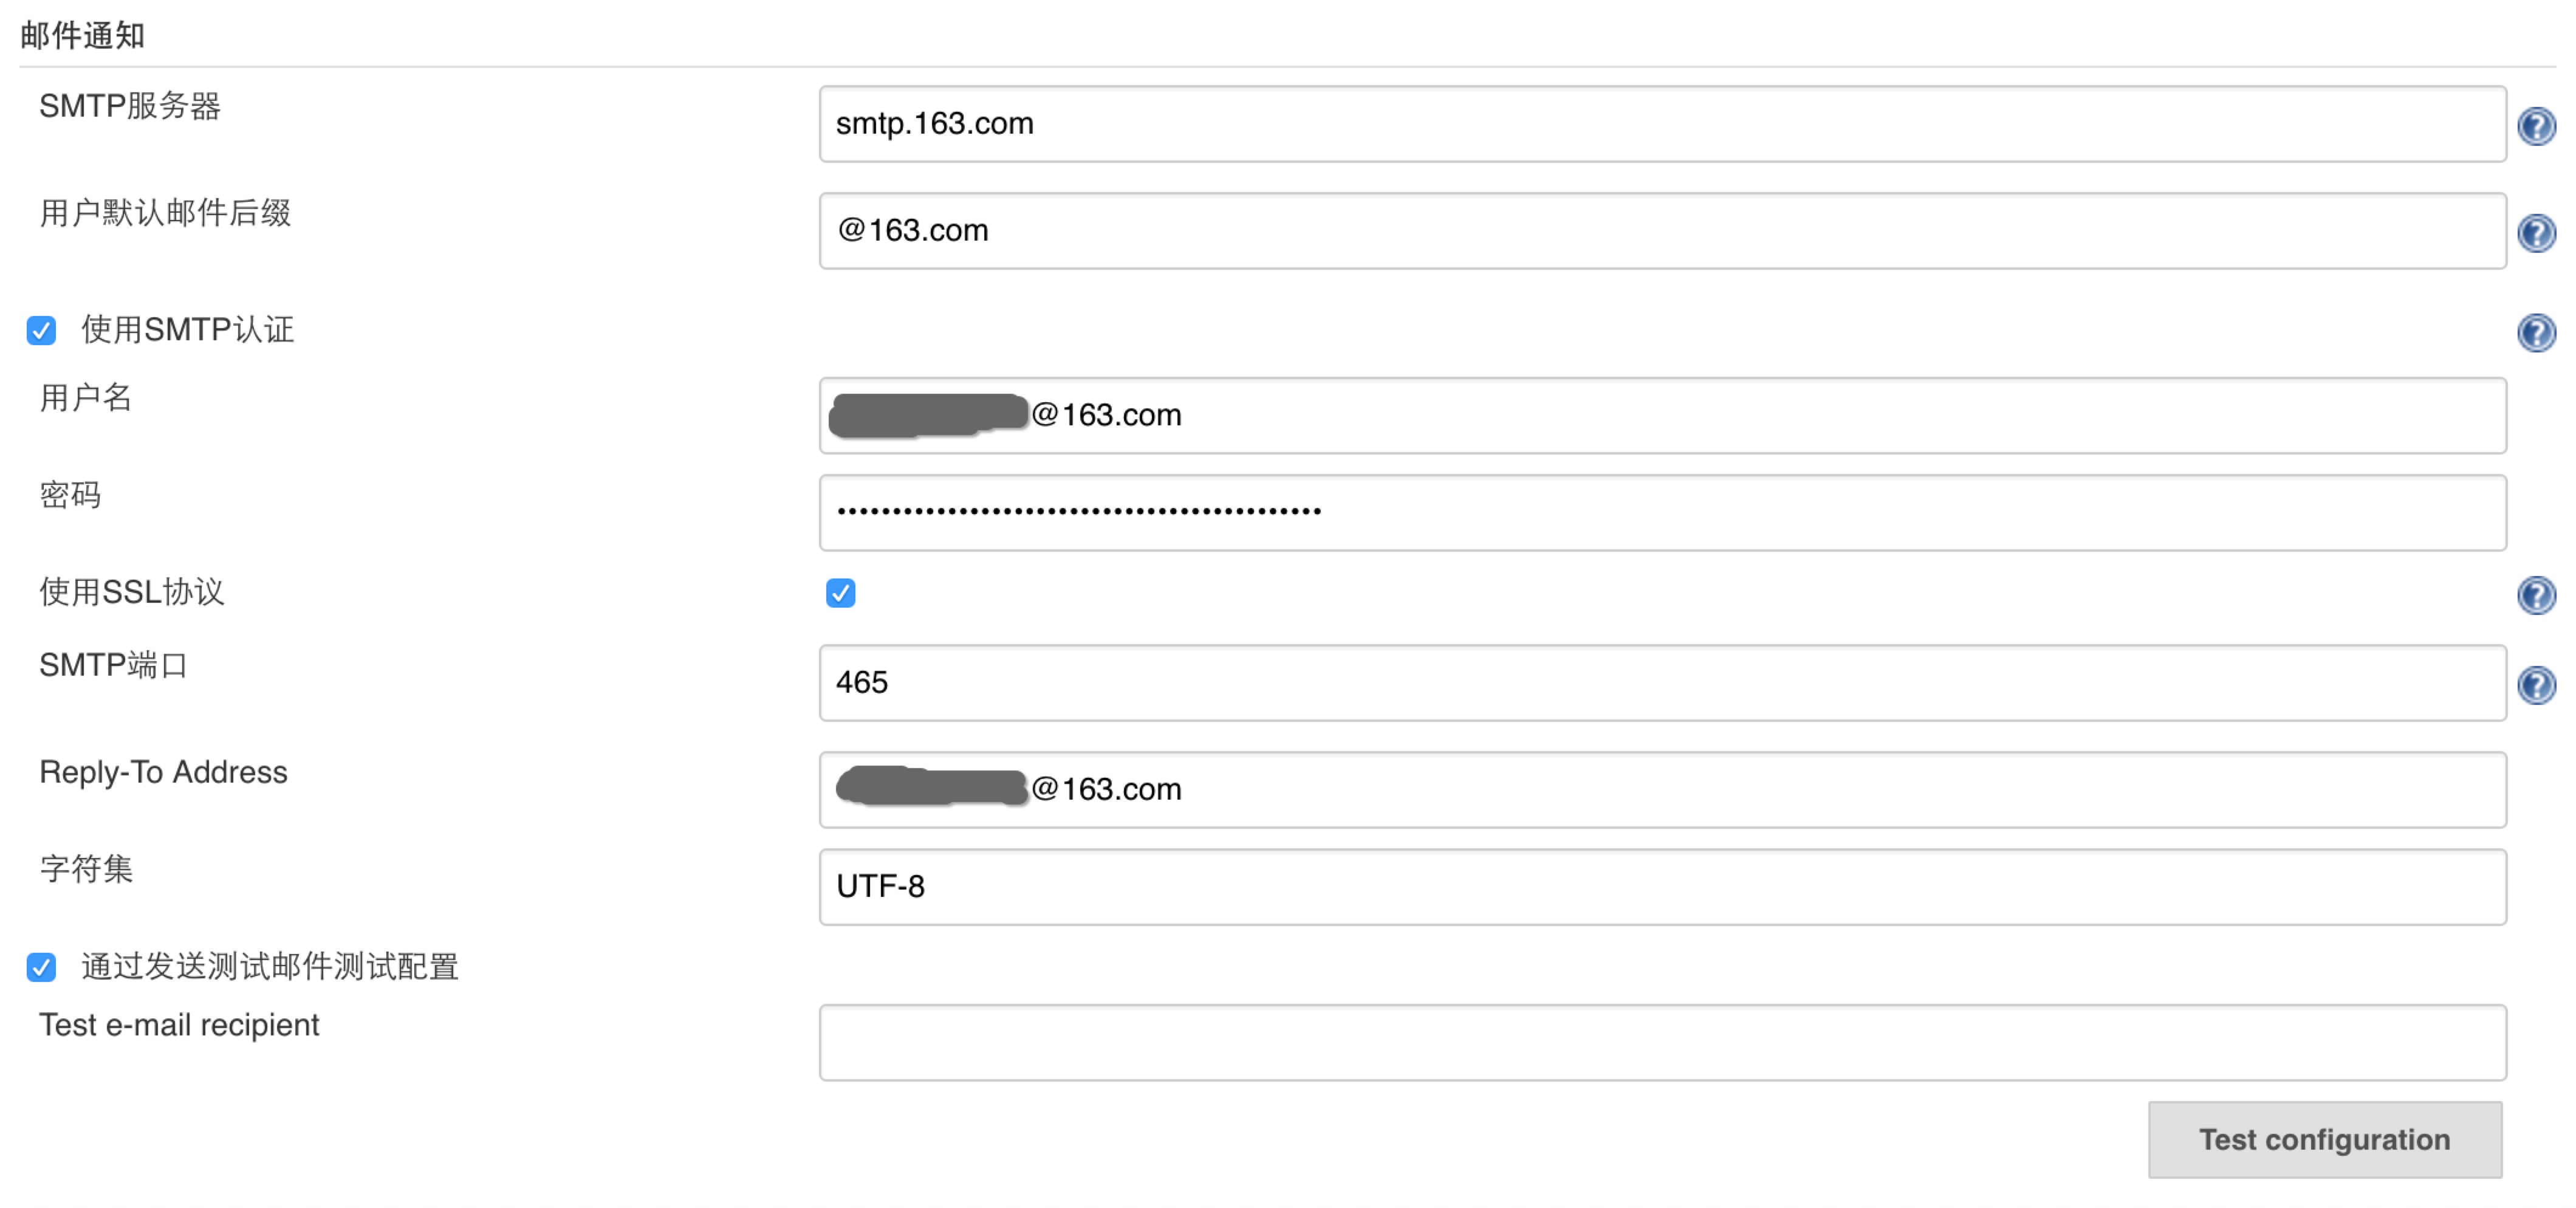 邮件通知
SMTP服务器
smtp.163.com
用户默认邮件后缀
@163.com
使用SMTP认证
用户名
@163.com
密码
••••••••••••••••••••••••••••••••••••••••••••
使用SSL协议
SMTP端口
465
Reply-To Address
@163.com
字符集
UTF-8
通过发送测试邮件测试配置
Test e-mail recipient
Test configuration